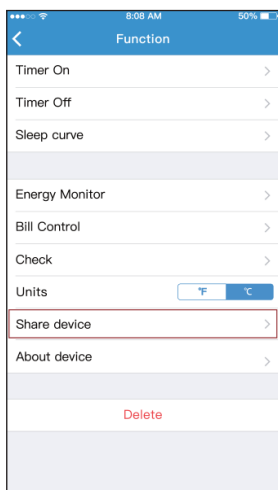 8:08 AM
50%
Function
Timer On
Timer Off
Sleep curve
Energy Monitor
Bill Control
Check
Units
°F
°C
Share device
About device
Delete